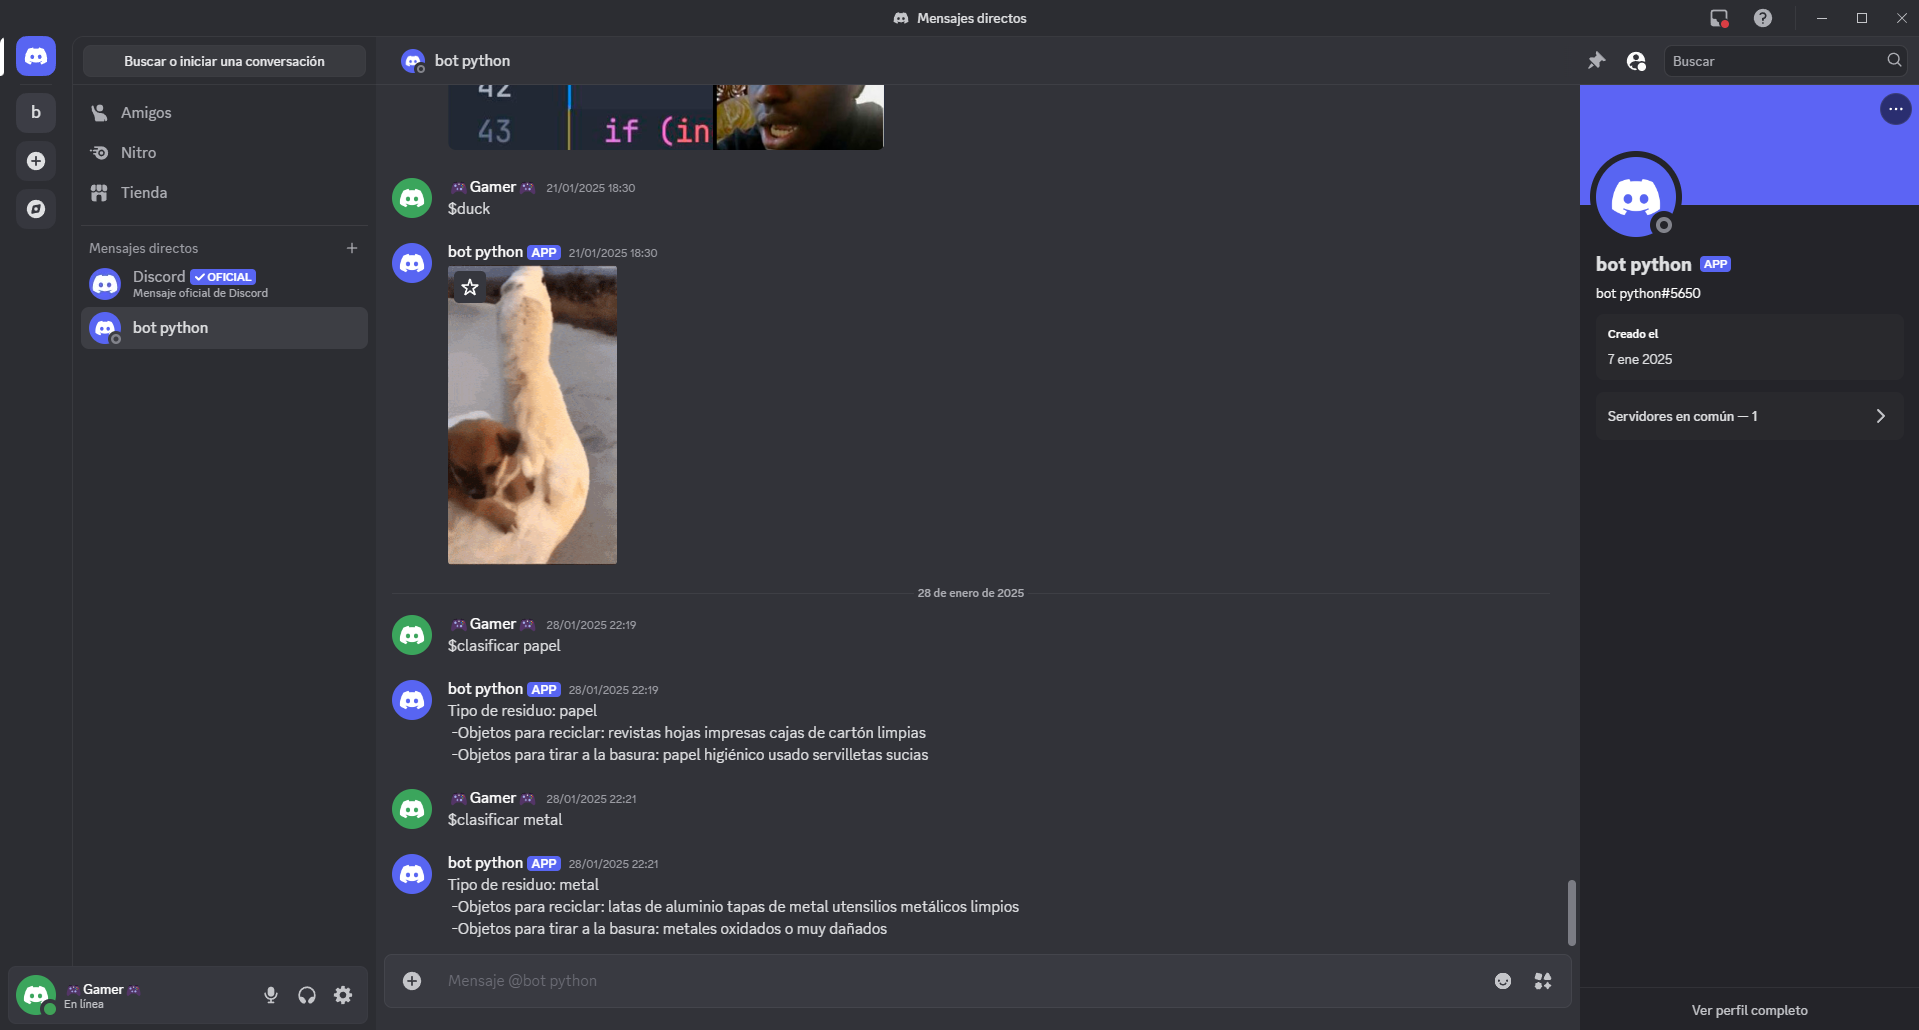 Mensajes directos
Buscar o iniciar una conversación
b
Amigos
Nitro
Tienda
Mensajes directos
Discord OFICIAL
Mensaje oficial de Discord
bot python
Gamer
En línea
bot python
Buscar
42
43 if (in
Gamer 21/01/2025 18:30
$duck
bot python APP 21/01/2025 18:30
28 de enero de 2025
Gamer 28/01/2025 22:19
$clasificar papel
bot python APP 28/01/2025 22:19
Tipo de residuo: papel
-Objetos para reciclar: revistas hojas impresas cajas de cartón limpias
-Objetos para tirar a la basura: papel higiénico usado servilletas sucias
Gamer 28/01/2025 22:21
$clasificar metal
bot python APP 28/01/2025 22:21
Tipo de residuo: metal
-Objetos para reciclar: latas de aluminio tapas de metal utensilios metálicos limpios
-Objetos para tirar a la basura: metales oxidados o muy dañados
Mensaje @bot python
bot python APP
bot python#5650
Creado el
7 ene 2025
Servidores en común — 1
Ver perfil completo